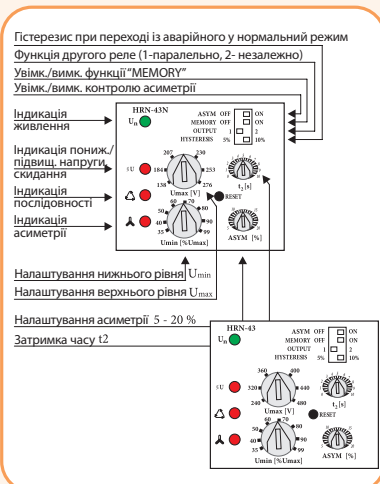 Гістерезис при переході із аварійного у нормальний режим
Функція другого реле (1-паралельно, 2- незалежно)
Увімк./вимк. функції "MEMORY"
Увімк./вимк. контролю асиметрії
Індикація
живлення
Індикація пониж./
підвищ. напруги,
скидання
Індикація
послідовності
Індикація
асиметрії
HRN-43N
Un
ASYM OFF ON
MEMORY OFF ON
OUTPUT 1 2
HYSTERESIS 5% 10%
207 230
184 253
138 276
Umax [V]
≤U
t2 [s]
RESET
60 70
50 80
40 90
35 99
Umin [%Umax]
ASYM [%]
Налаштування нижнього рівня Umin
Налаштування верхнього рівня Umax
Налаштування асиметрії 5 - 20 %
Затримка часу t2
HRN-43
Un
ASYM OFF ON
MEMORY OFF ON
OUTPUT 1 2
HYSTERESIS 5% 10%
360 400
320 440
240 480
Umax [V]
≤U
t2 [s]
RESET
60 70
50 80
40 90
35 99
Umin [%Umax]
ASYM [%]